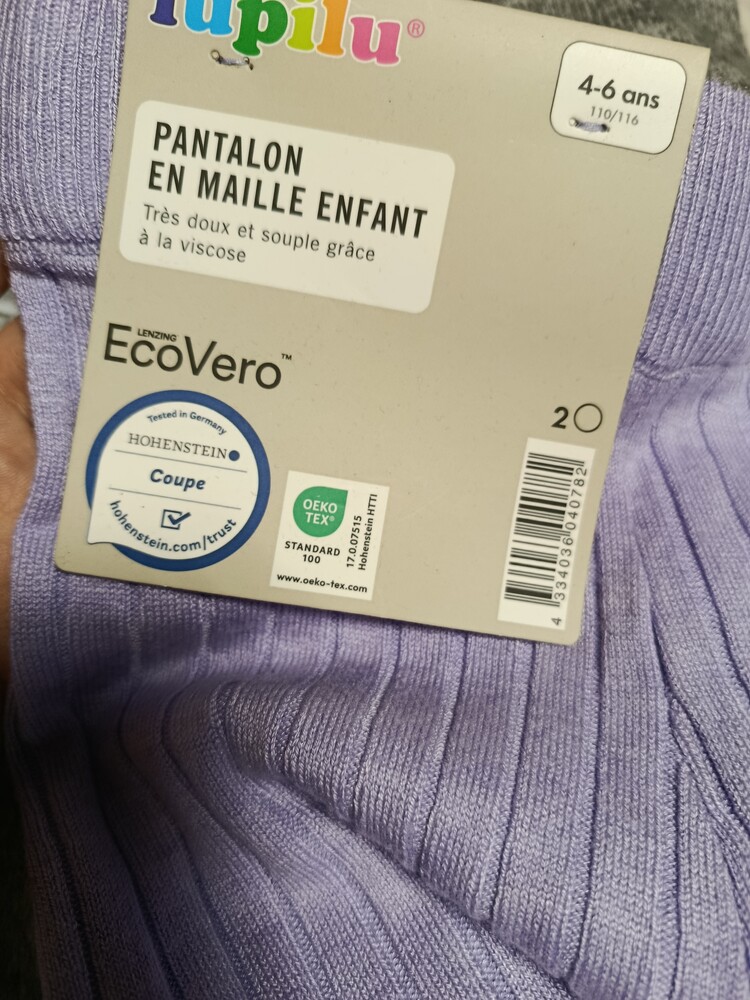 lupilu®
4-6 ans
110/116
PANTALON
EN MAILLE ENFANT
Très doux et souple grâce
à la viscose
LENZING
EcoVero™
2
Tested in Germany
HOHENSTEIN
Coupe
hohenstein.com/trust
OEKO
TEX®
STANDARD
100
17.0.07515
Hohenstein HTTI
www.oeko-tex.com
4 334036 040782